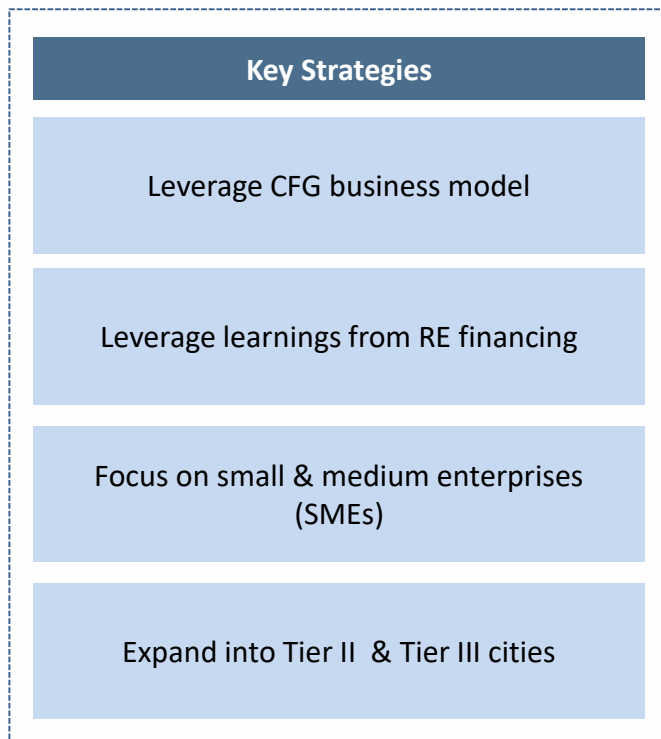 Key Strategies
Leverage CFG business model
Leverage learnings from RE financing
Focus on small & medium enterprises
(SMEs)
Expand into Tier II  & Tier III cities